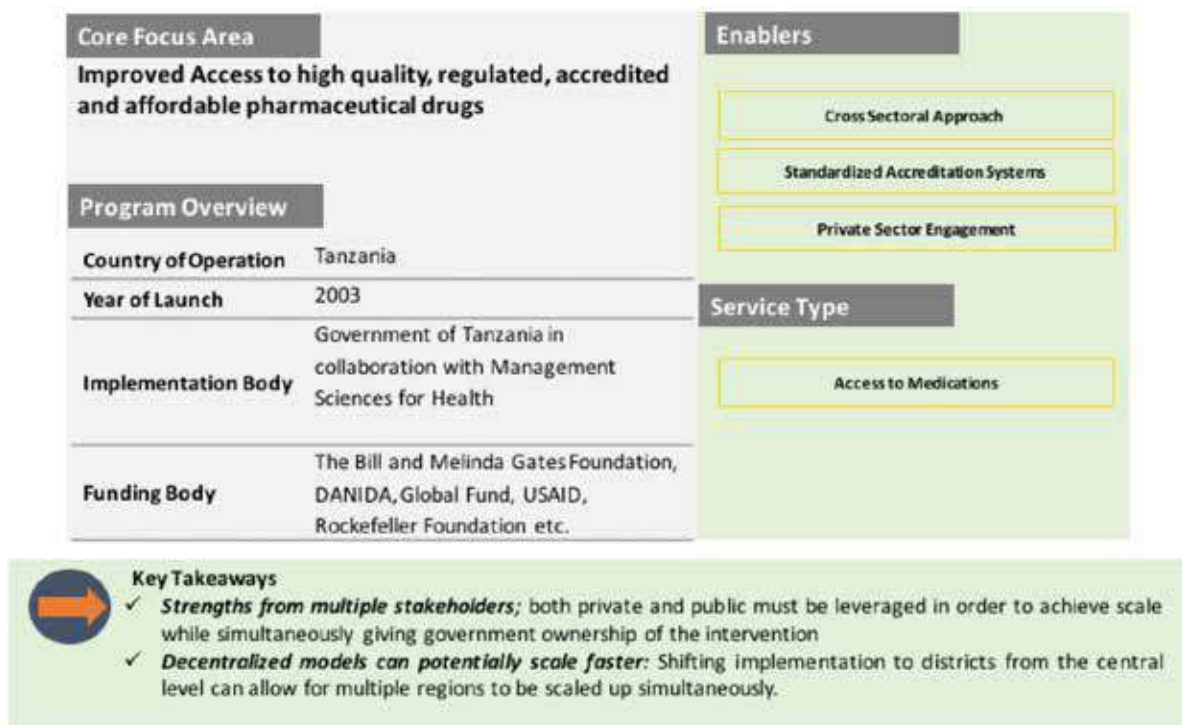 Core Focus Area
Improved Access to high quality, regulated, accredited
and affordable pharmaceutical drugs
Program Overview
Country of Operation Tanzania
Year of Launch 2003
Implementation Body Government of Tanzania in
collaboration with Management
Sciences for Health
Funding Body The Bill and Melinda Gates Foundation,
DANIDA, Global Fund, USAID,
Rockefeller Foundation etc.
Enablers
Cross Sectoral Approach
Standardized Accreditation Systems
Private Sector Engagement
Service Type
Access to Medications
Key Takeaways
✓ Strengths from multiple stakeholders; both private and public must be leveraged in order to achieve scale
while simultaneously giving government ownership of the intervention
✓ Decentralized models can potentially scale faster: Shifting implementation to districts from the central
level can allow for multiple regions to be scaled up simultaneously.